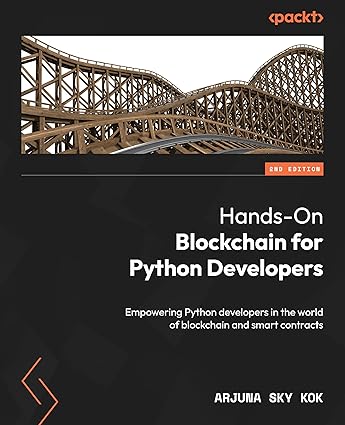 <packt>
2ND EDITION
Hands-On
Blockchain for
Python Developers
Empowering Python developers in the world
of blockchain and smart contracts
ARJUNA SKY KOK